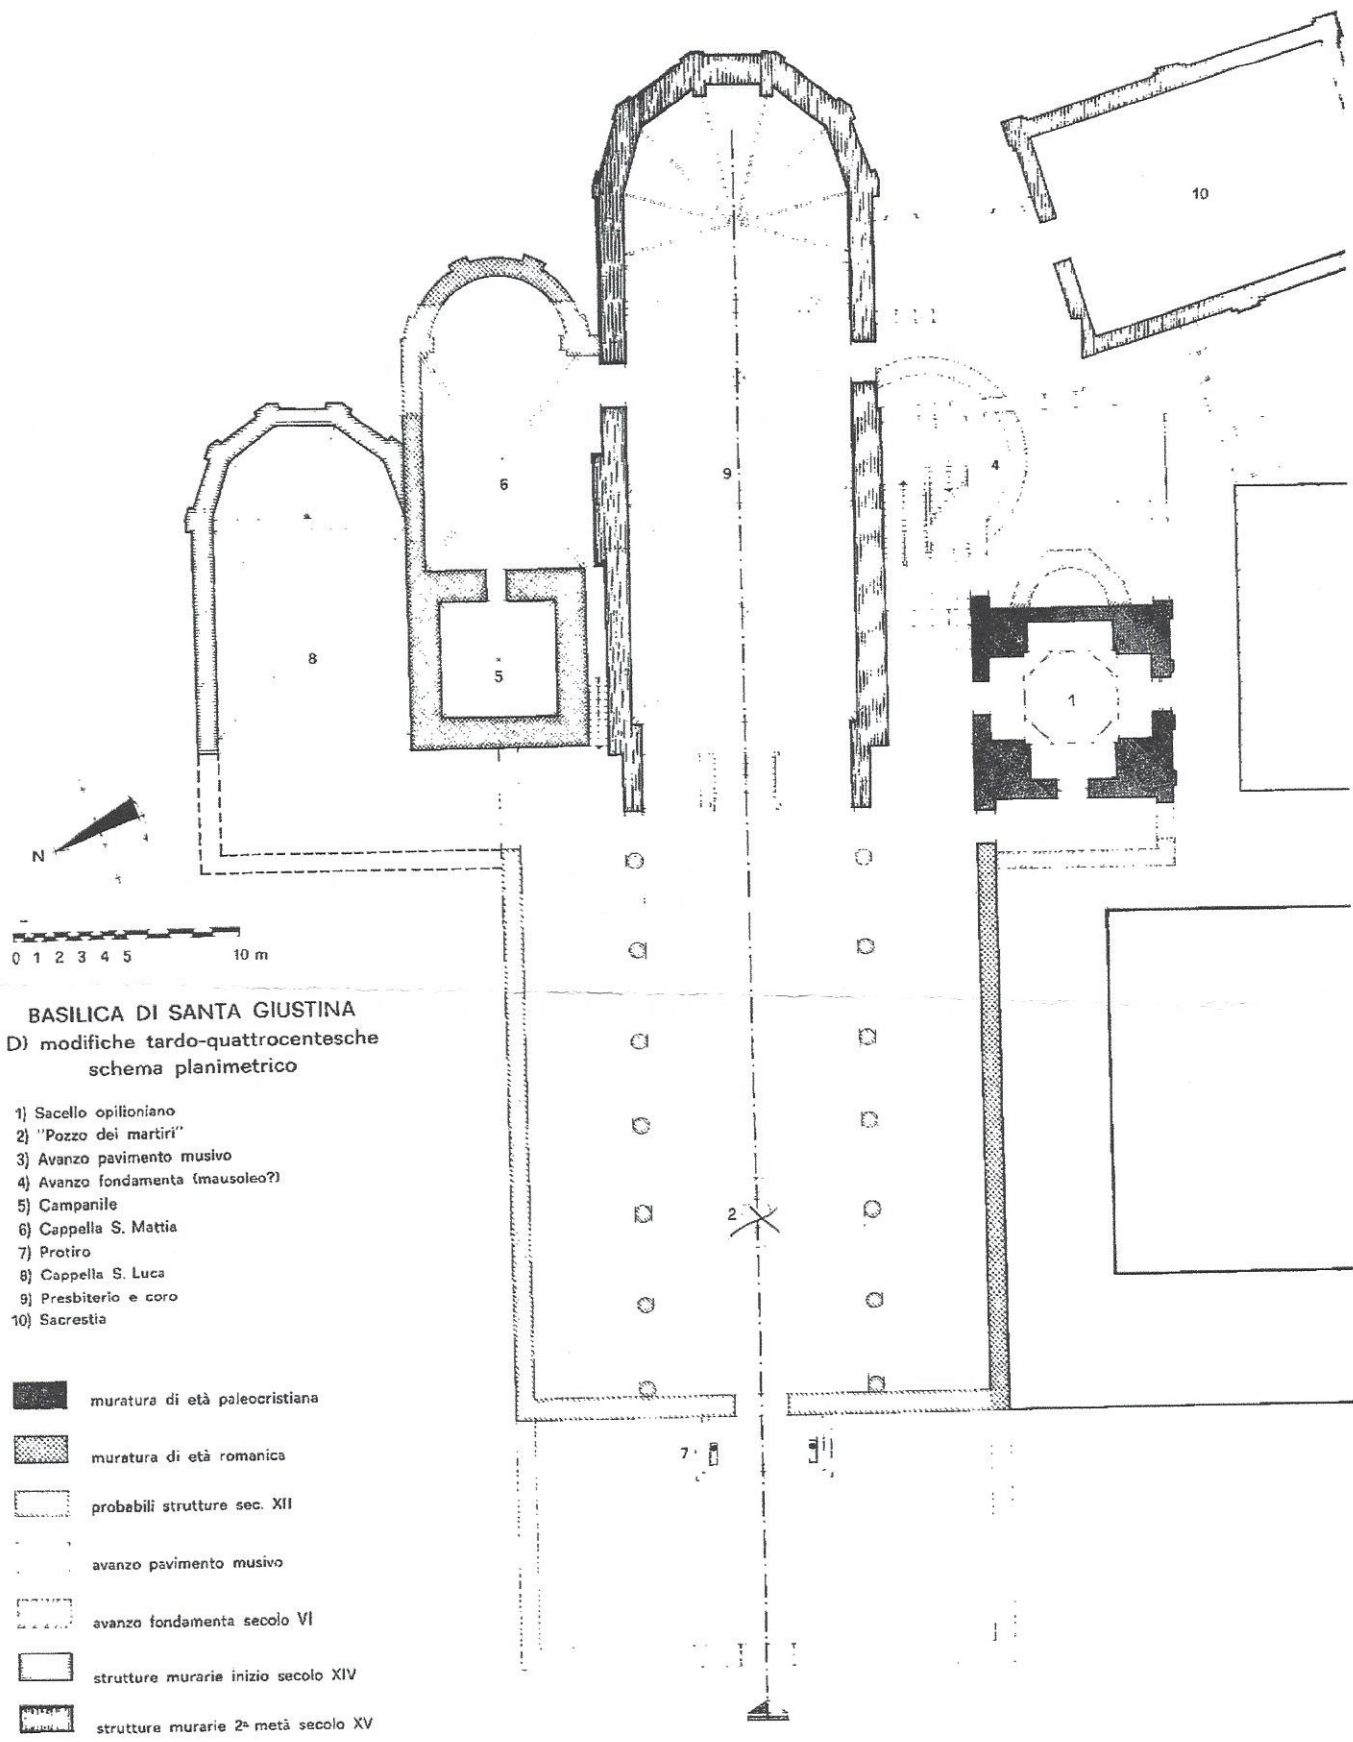 10
9
4
6
8
5
1
N
0 1 2 3 4 5 10 m
BASILICA DI SANTA GIUSTINA
D) modifiche tardo-quattrocentesche
schema planimetrico
1) Sacello opilioniano
2) "Pozzo dei martiri"
3) Avanzo pavimento musivo
4) Avanzo fondamenta (mausoleo?)
5) Campanile
6) Cappella S. Mattia
7) Protiro
8) Cappella S. Luca
9) Presbiterio e coro
10) Sacrestia
2
7
muratura di età paleocristiana
muratura di età romanica
probabili strutture sec. XII
avanzo pavimento musivo
avanzo fondamenta secolo VI
strutture murarie inizio secolo XIV
strutture murarie 2ª metà secolo XV